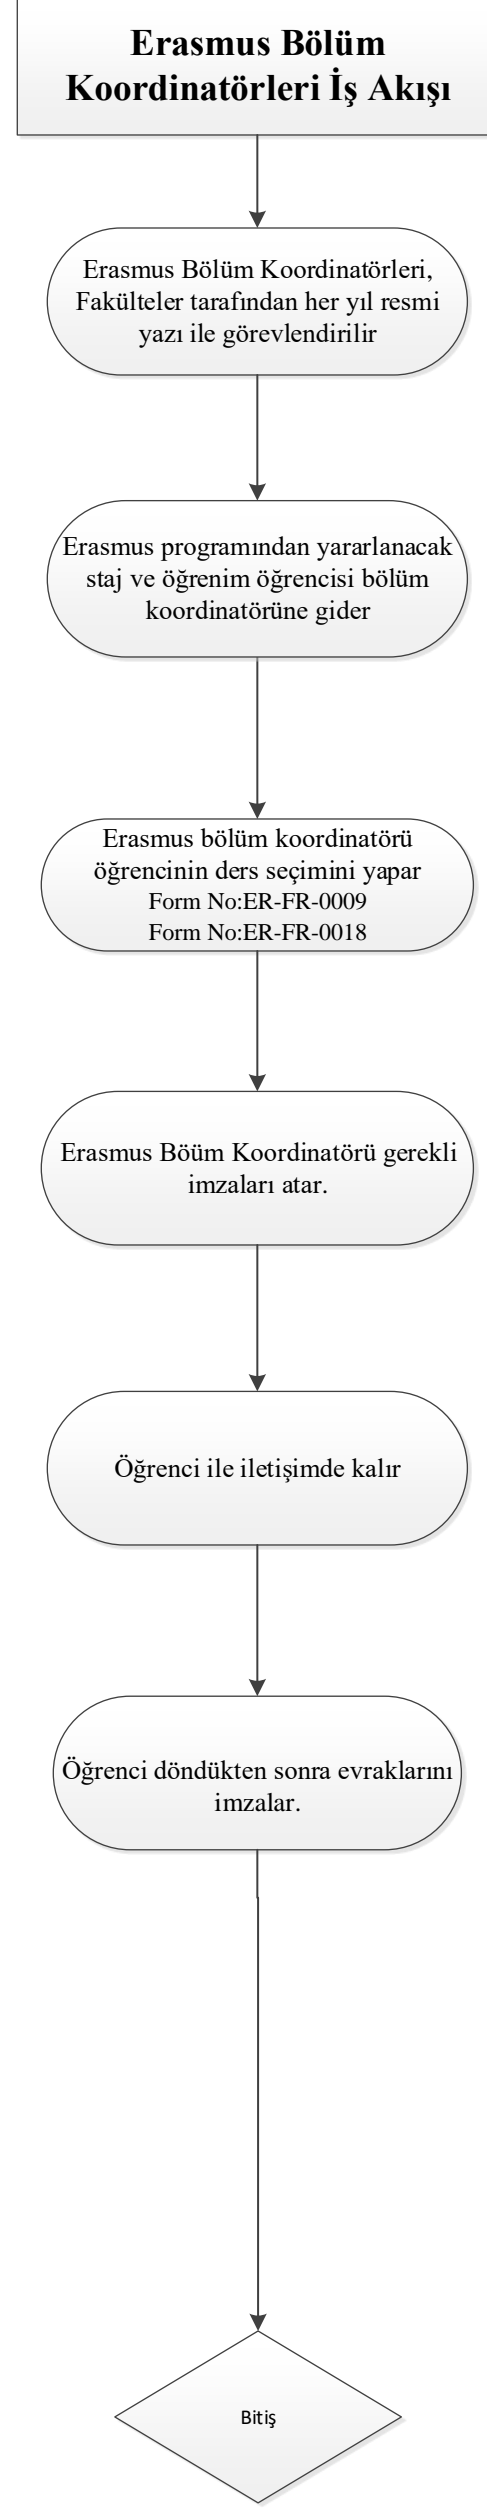 Erasmus Bölüm
Koordinatörleri İş Akışı
Erasmus Bölüm Koordinatörleri,
Fakülteler tarafından her yıl resmi
yazı ile görevlendirilir
Erasmus programından yararlanacak
staj ve öğrenim öğrencisi bölüm
koordinatörüne gider
Erasmus bölüm koordinatörü
öğrencinin ders seçimini yapar
Form No:ER-FR-0009
Form No:ER-FR-0018
Erasmus Böüm Koordinatörü gerekli
imzaları atar.
Öğrenci ile iletişimde kalır
Öğrenci döndükten sonra evraklarını
imzalar.
Bitiş